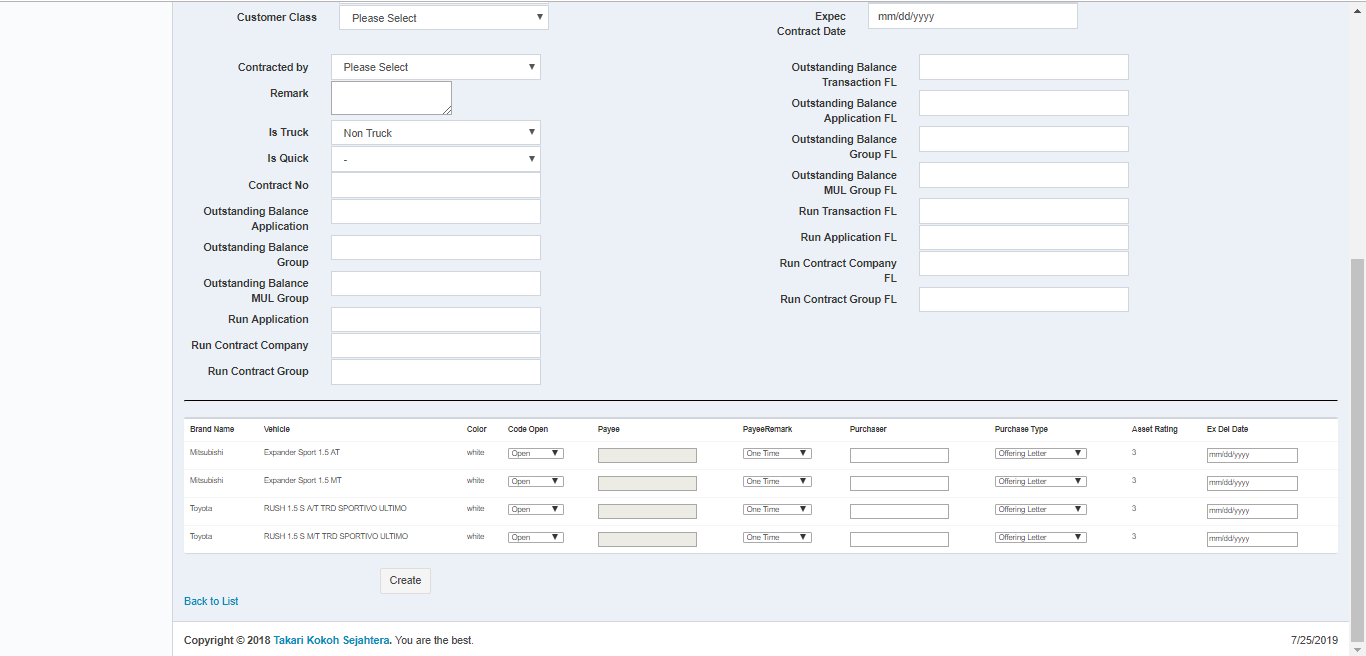 Customer Class
Please Select
Expec
Contract Date
mm/dd/yyyy
Contracted by
Please Select
Remark
Is Truck
Non Truck
Is Quick
-
Contract No
Outstanding Balance
Application
Outstanding Balance
Group
Outstanding Balance
MUL Group
Run Application
Run Contract Company
Run Contract Group
Outstanding Balance
Transaction FL
Outstanding Balance
Application FL
Outstanding Balance
Group FL
Outstanding Balance
MUL Group FL
Run Transaction FL
Run Application FL
Run Contract Company
FL
Run Contract Group FL
Brand Name Vehicle Color Code Open Payee PayeeRemark Purchaser Purchase Type Asset Rating Ex Del Date
Mitsubishi Expander Sport 1.5 AT white Open One Time Offering Letter 3 mm/dd/yyyy
Mitsubishi Expander Sport 1.5 MT white Open One Time Offering Letter 3 mm/dd/yyyy
Toyota RUSH 1.5 S A/T TRD SPORTIVO ULTIMO white Open One Time Offering Letter 3 mm/dd/yyyy
Toyota RUSH 1.5 S M/T TRD SPORTIVO ULTIMO white Open One Time Offering Letter 3 mm/dd/yyyy
Create
Back to List
Copyright © 2018 Takari Kokoh Sejahtera. You are the best. 7/25/2019